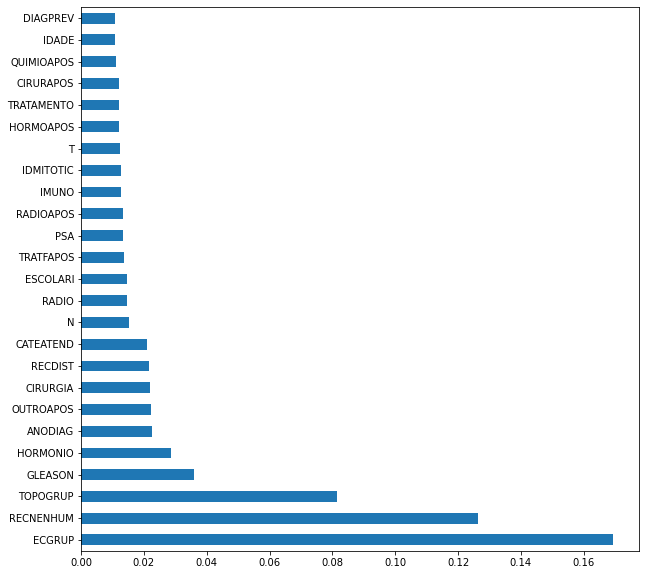 DIAGPREV
IDADE
QUIMIOAPOS
CIRURAPOS
TRATAMENTO
HORMOAPOS
T
IDMITOTIC
IMUNO
RADIOAPOS
PSA
TRATFAPOS
ESCOLARI
RADIO
N
CATEATEND
RECDIST
CIRURGIA
OUTROAPOS
ANODIAG
HORMONIO
GLEASON
TOPOGRUP
RECNENHUM
ECGRUP
0.00 0.02 0.04 0.06 0.08 0.10 0.12 0.14 0.16